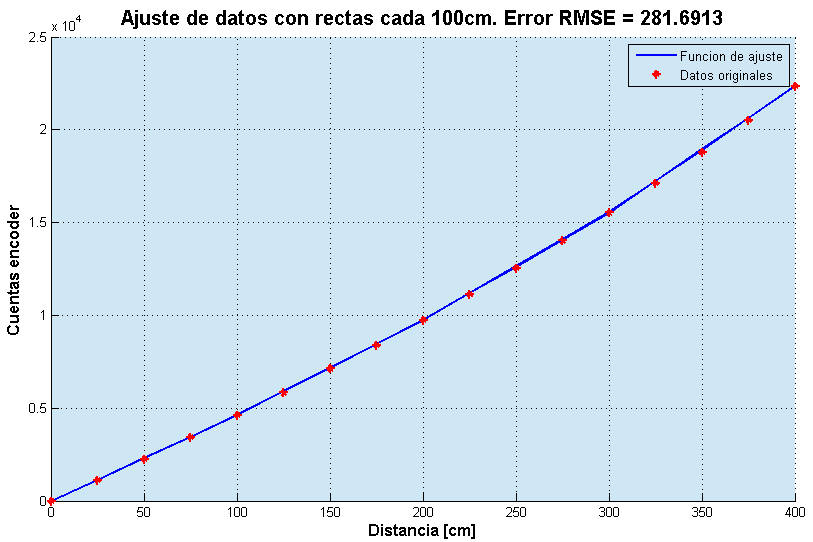 Ajuste de datos con rectas cada 100cm. Error RMSE = 281.6913
x 10⁴
Funcion de ajuste
Datos originales
2.5
2
1.5
1
0.5
0
Cuentas encoder
0 50 100 150 200 250 300 350 400
Distancia [cm]